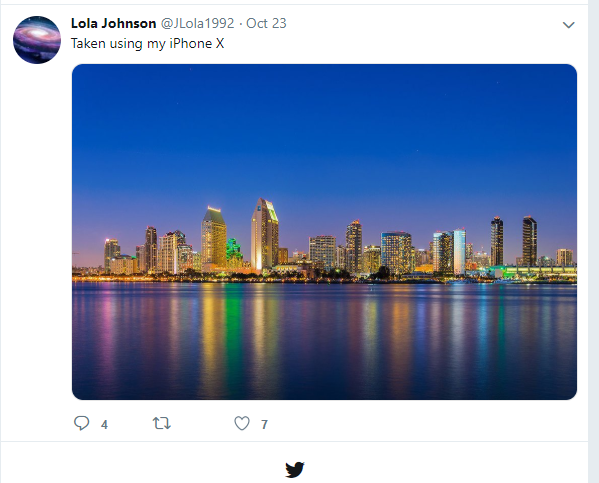 Lola Johnson @JLola1992 · Oct 23
Taken using my iPhone X
4 7